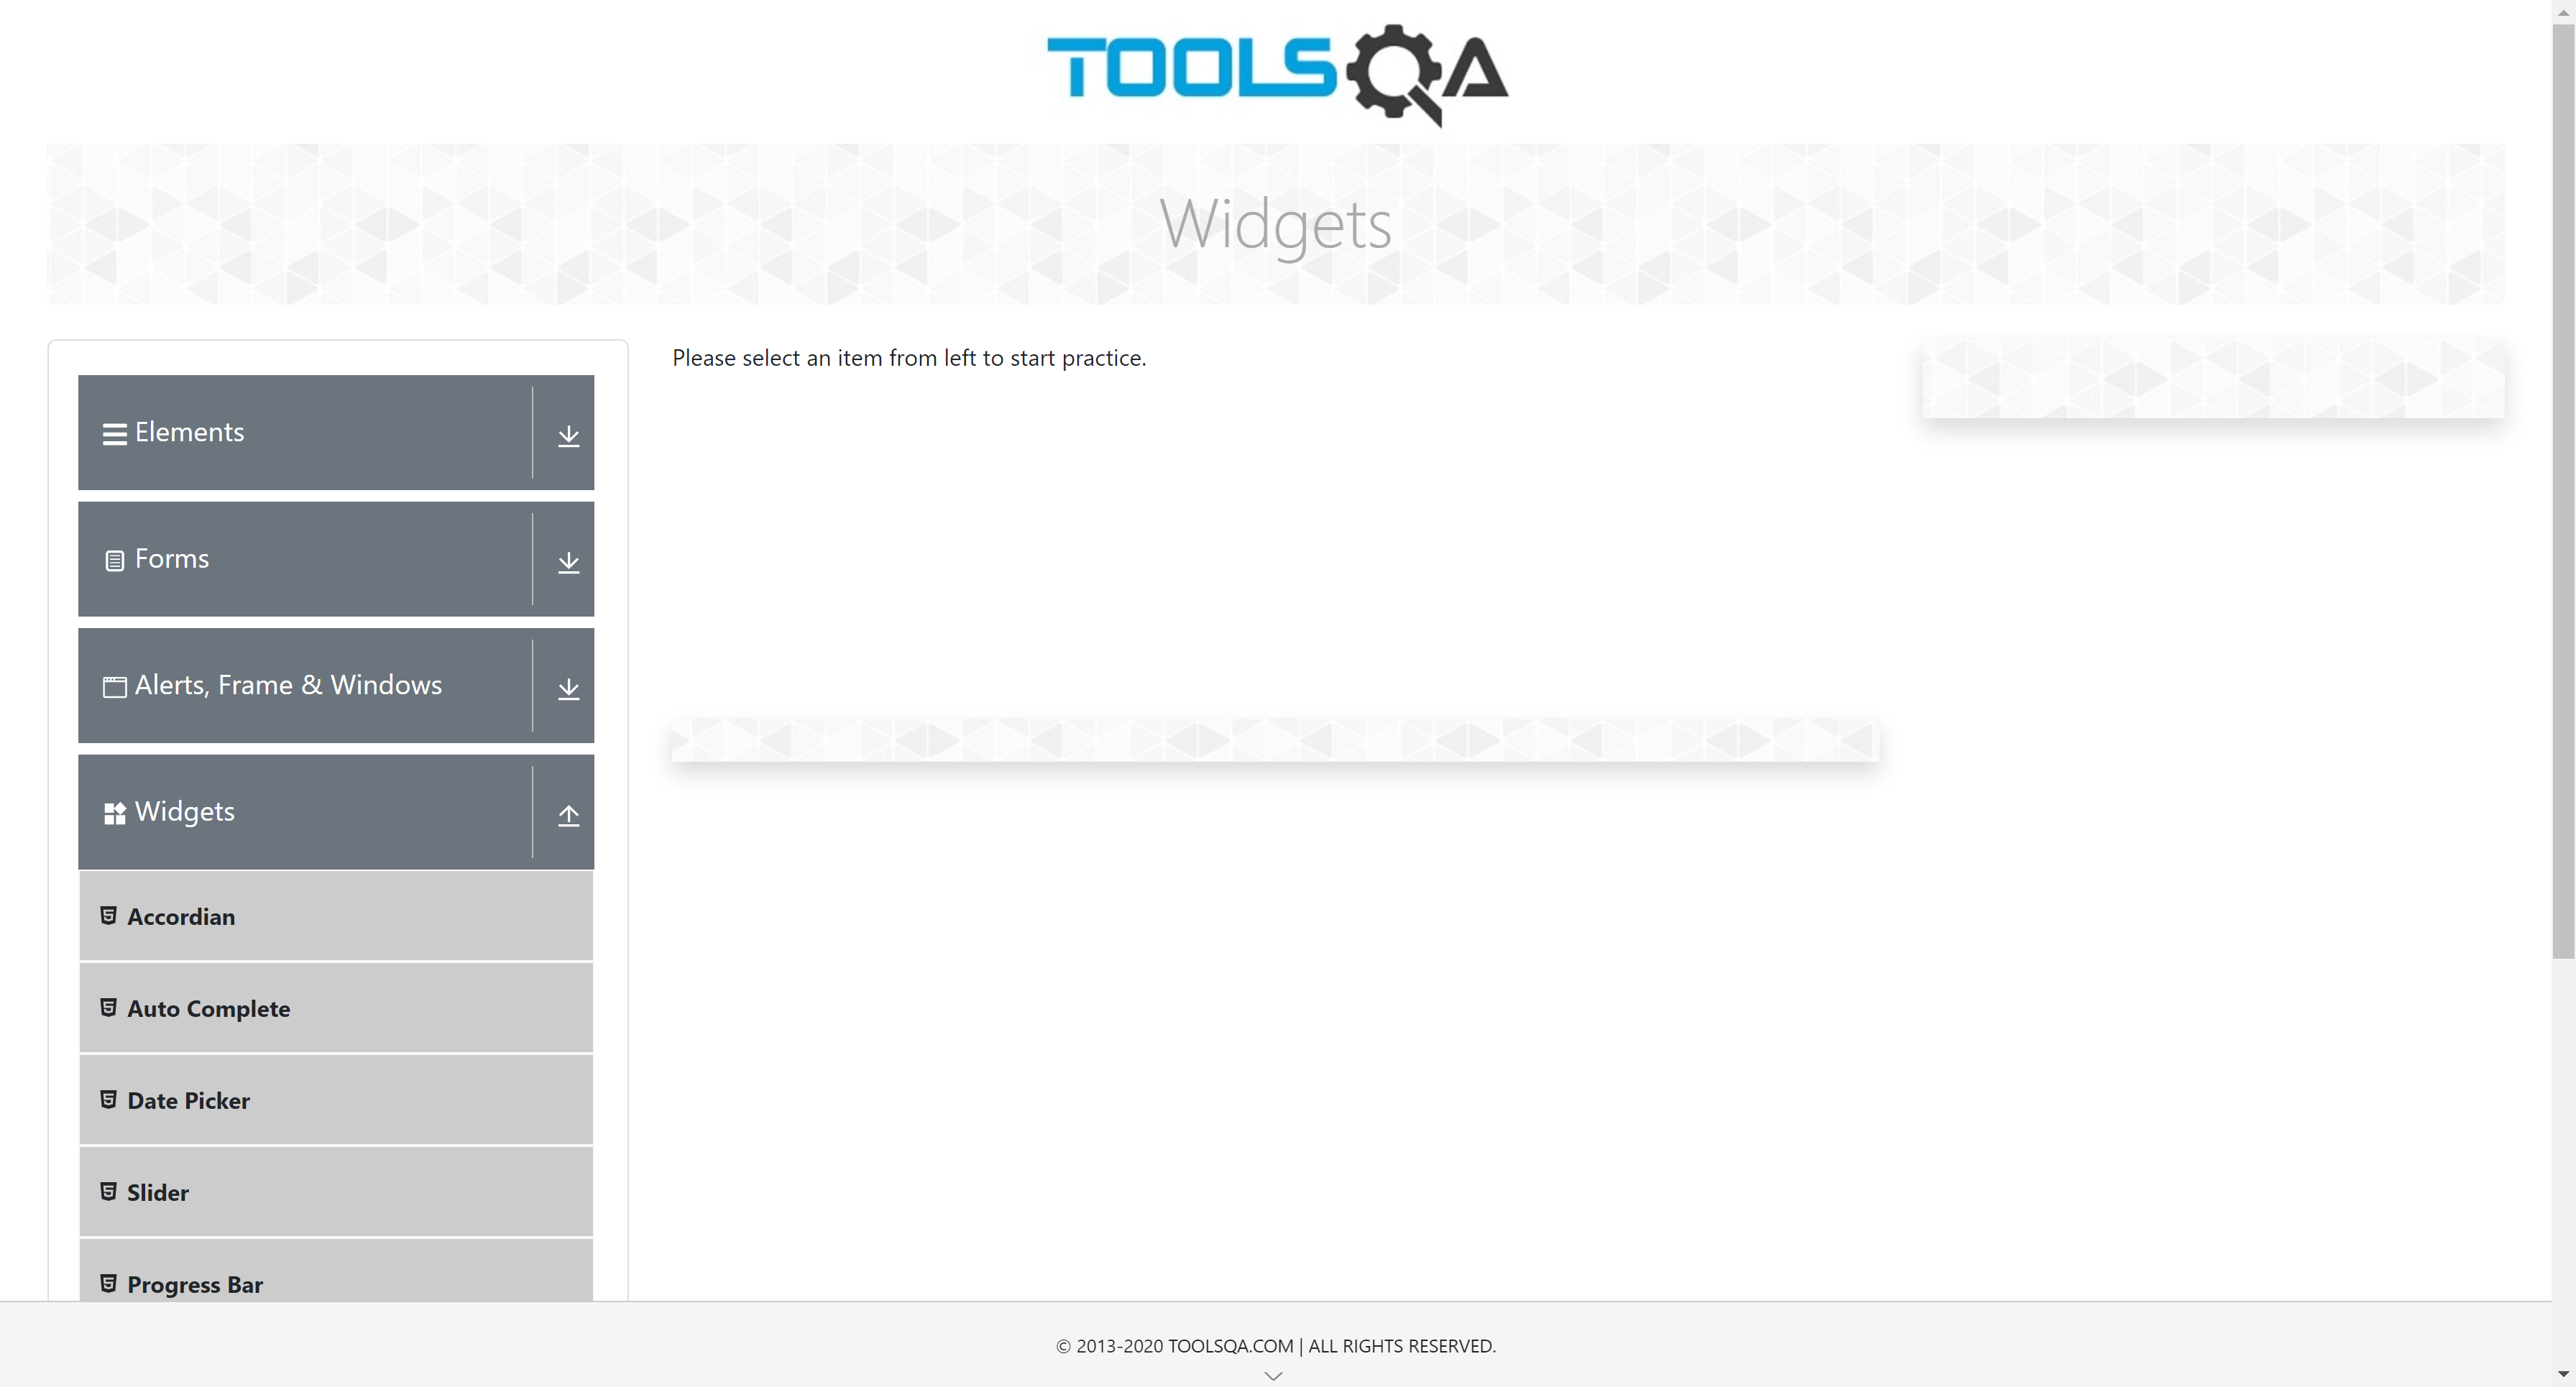 TOOLSQA
Widgets
Please select an item from left to start practice.
Elements
Forms
Alerts, Frame & Windows
Widgets
Accordian
Auto Complete
Date Picker
Slider
Progress Bar
© 2013-2020 TOOLSQA.COM | ALL RIGHTS RESERVED.